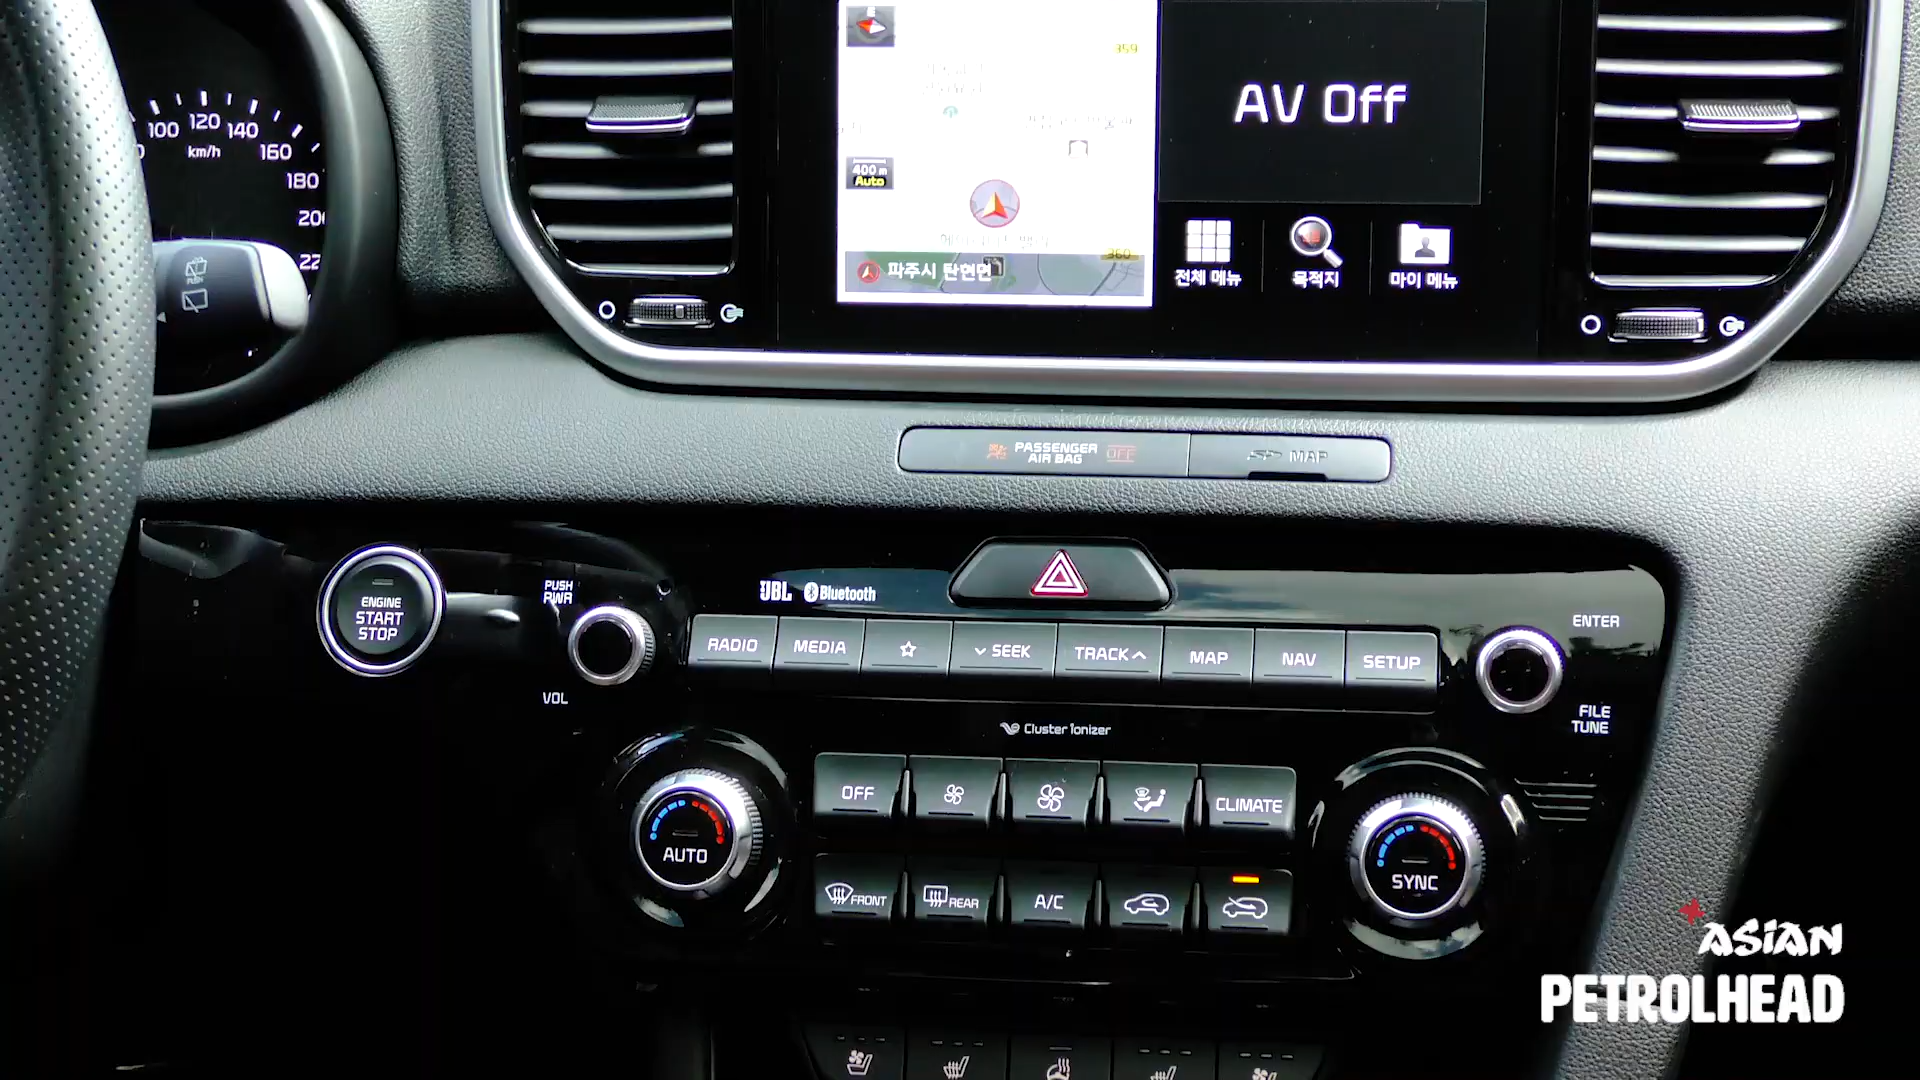 100
120
140
160
180
km/h
PUSH
359
400 m
Auto
360
파주시 탄현면
AV Off
전체 메뉴
목적지
마이 메뉴
PASSENGER
AIR BAG
OFF
MAP
ENGINE
START
STOP
PUSH
PWR
VOL
JBL
Bluetooth
RADIO
MEDIA
SEEK
TRACK
MAP
NAV
SETUP
ENTER
FILE
TUNE
Cluster ionizer
AUTO
OFF
CLIMATE
FRONT
REAR
A/C
SYNC
ASIAN
PETROLHEAD